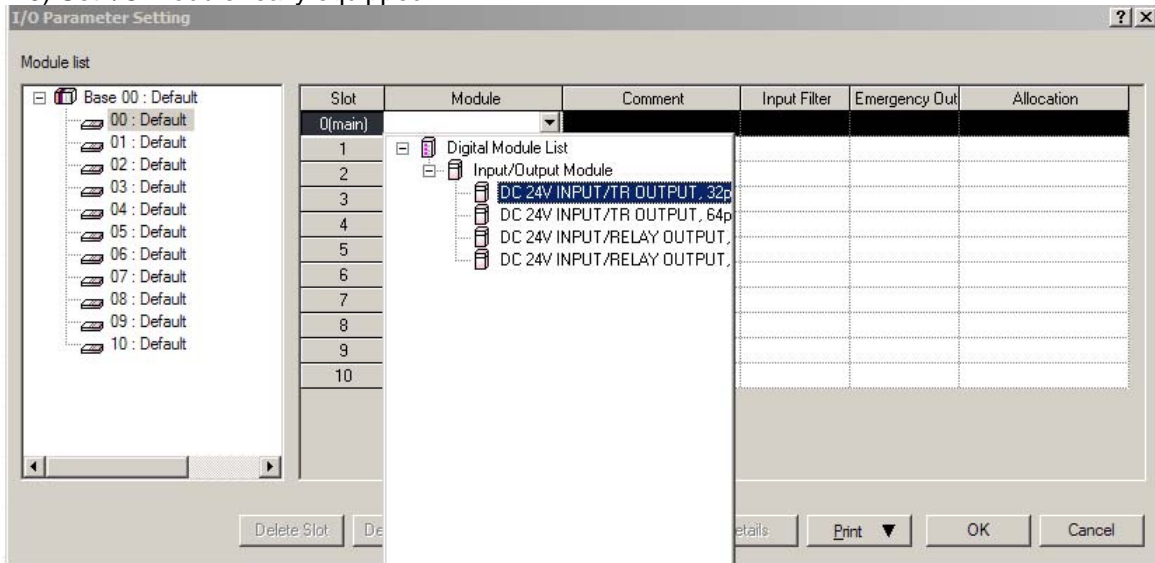 I/O Parameter Setting
Module list
Base 00 : Default
00 : Default
01 : Default
02 : Default
03 : Default
04 : Default
05 : Default
06 : Default
07 : Default
08 : Default
09 : Default
10 : Default
Slot Module Comment Input Filter Emergency Out Allocation
0(main)
1
2
3
4
5
6
7
8
9
10
Digital Module List
Input/Output Module
DC 24V INPUT/TR OUTPUT, 32p
DC 24V INPUT/TR OUTPUT, 64p
DC 24V INPUT/RELAY OUTPUT,
DC 24V INPUT/RELAY OUTPUT,
Delete Slot De etails Print OK Cancel